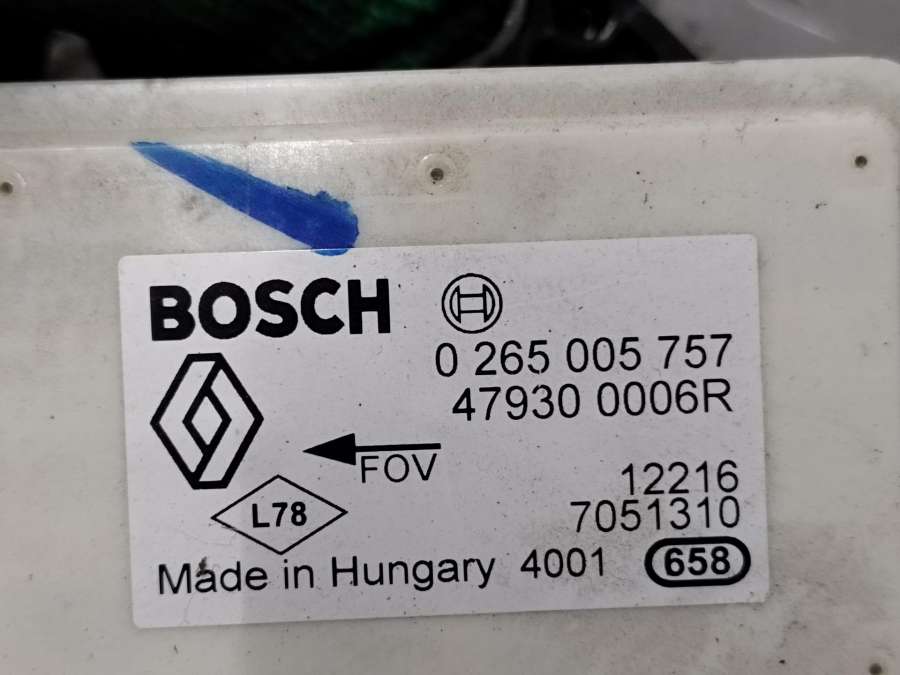 BOSCH
0 265 005 757
47930 0006R
FOV
12216
L78
7051310
Made in Hungary 4001 658